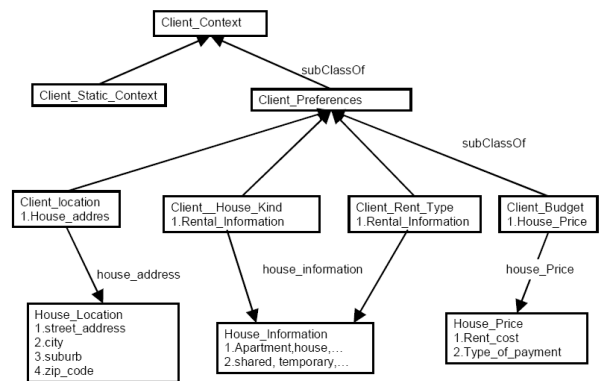 Client_Context
subClassOf
Client_Static_Context
Client_Preferences
subClassOf
Client_location
1.House_addres
Client__House_Kind
1.Rental_Information
Client_Rent_Type
1.Rental_Information
Client_Budget
1.House_Price
house_address
house_information
house_Price
House_Location
1.street_address
2.city
3.suburb
4.zip_code
House_Information
1.Apartment,house,...
2.shared, temporary,...
House_Price
1.Rent_cost
2.Type_of_payment